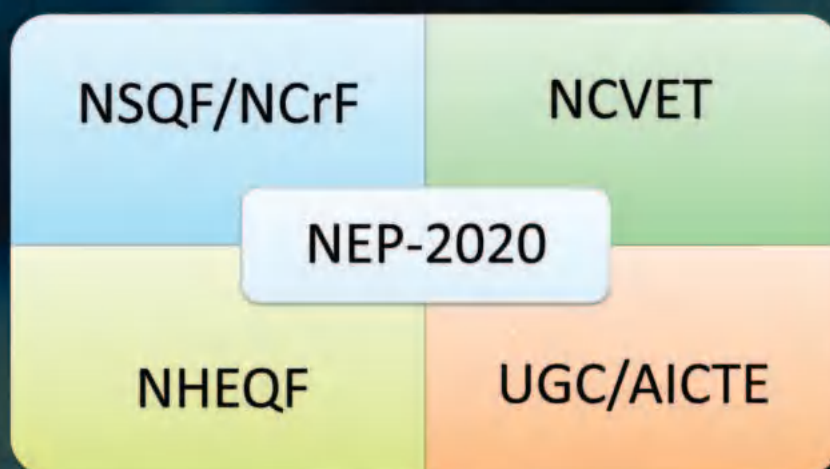 NSQF/NCrF
NCVET
NEP-2020
NHEQF
UGC/AICTE